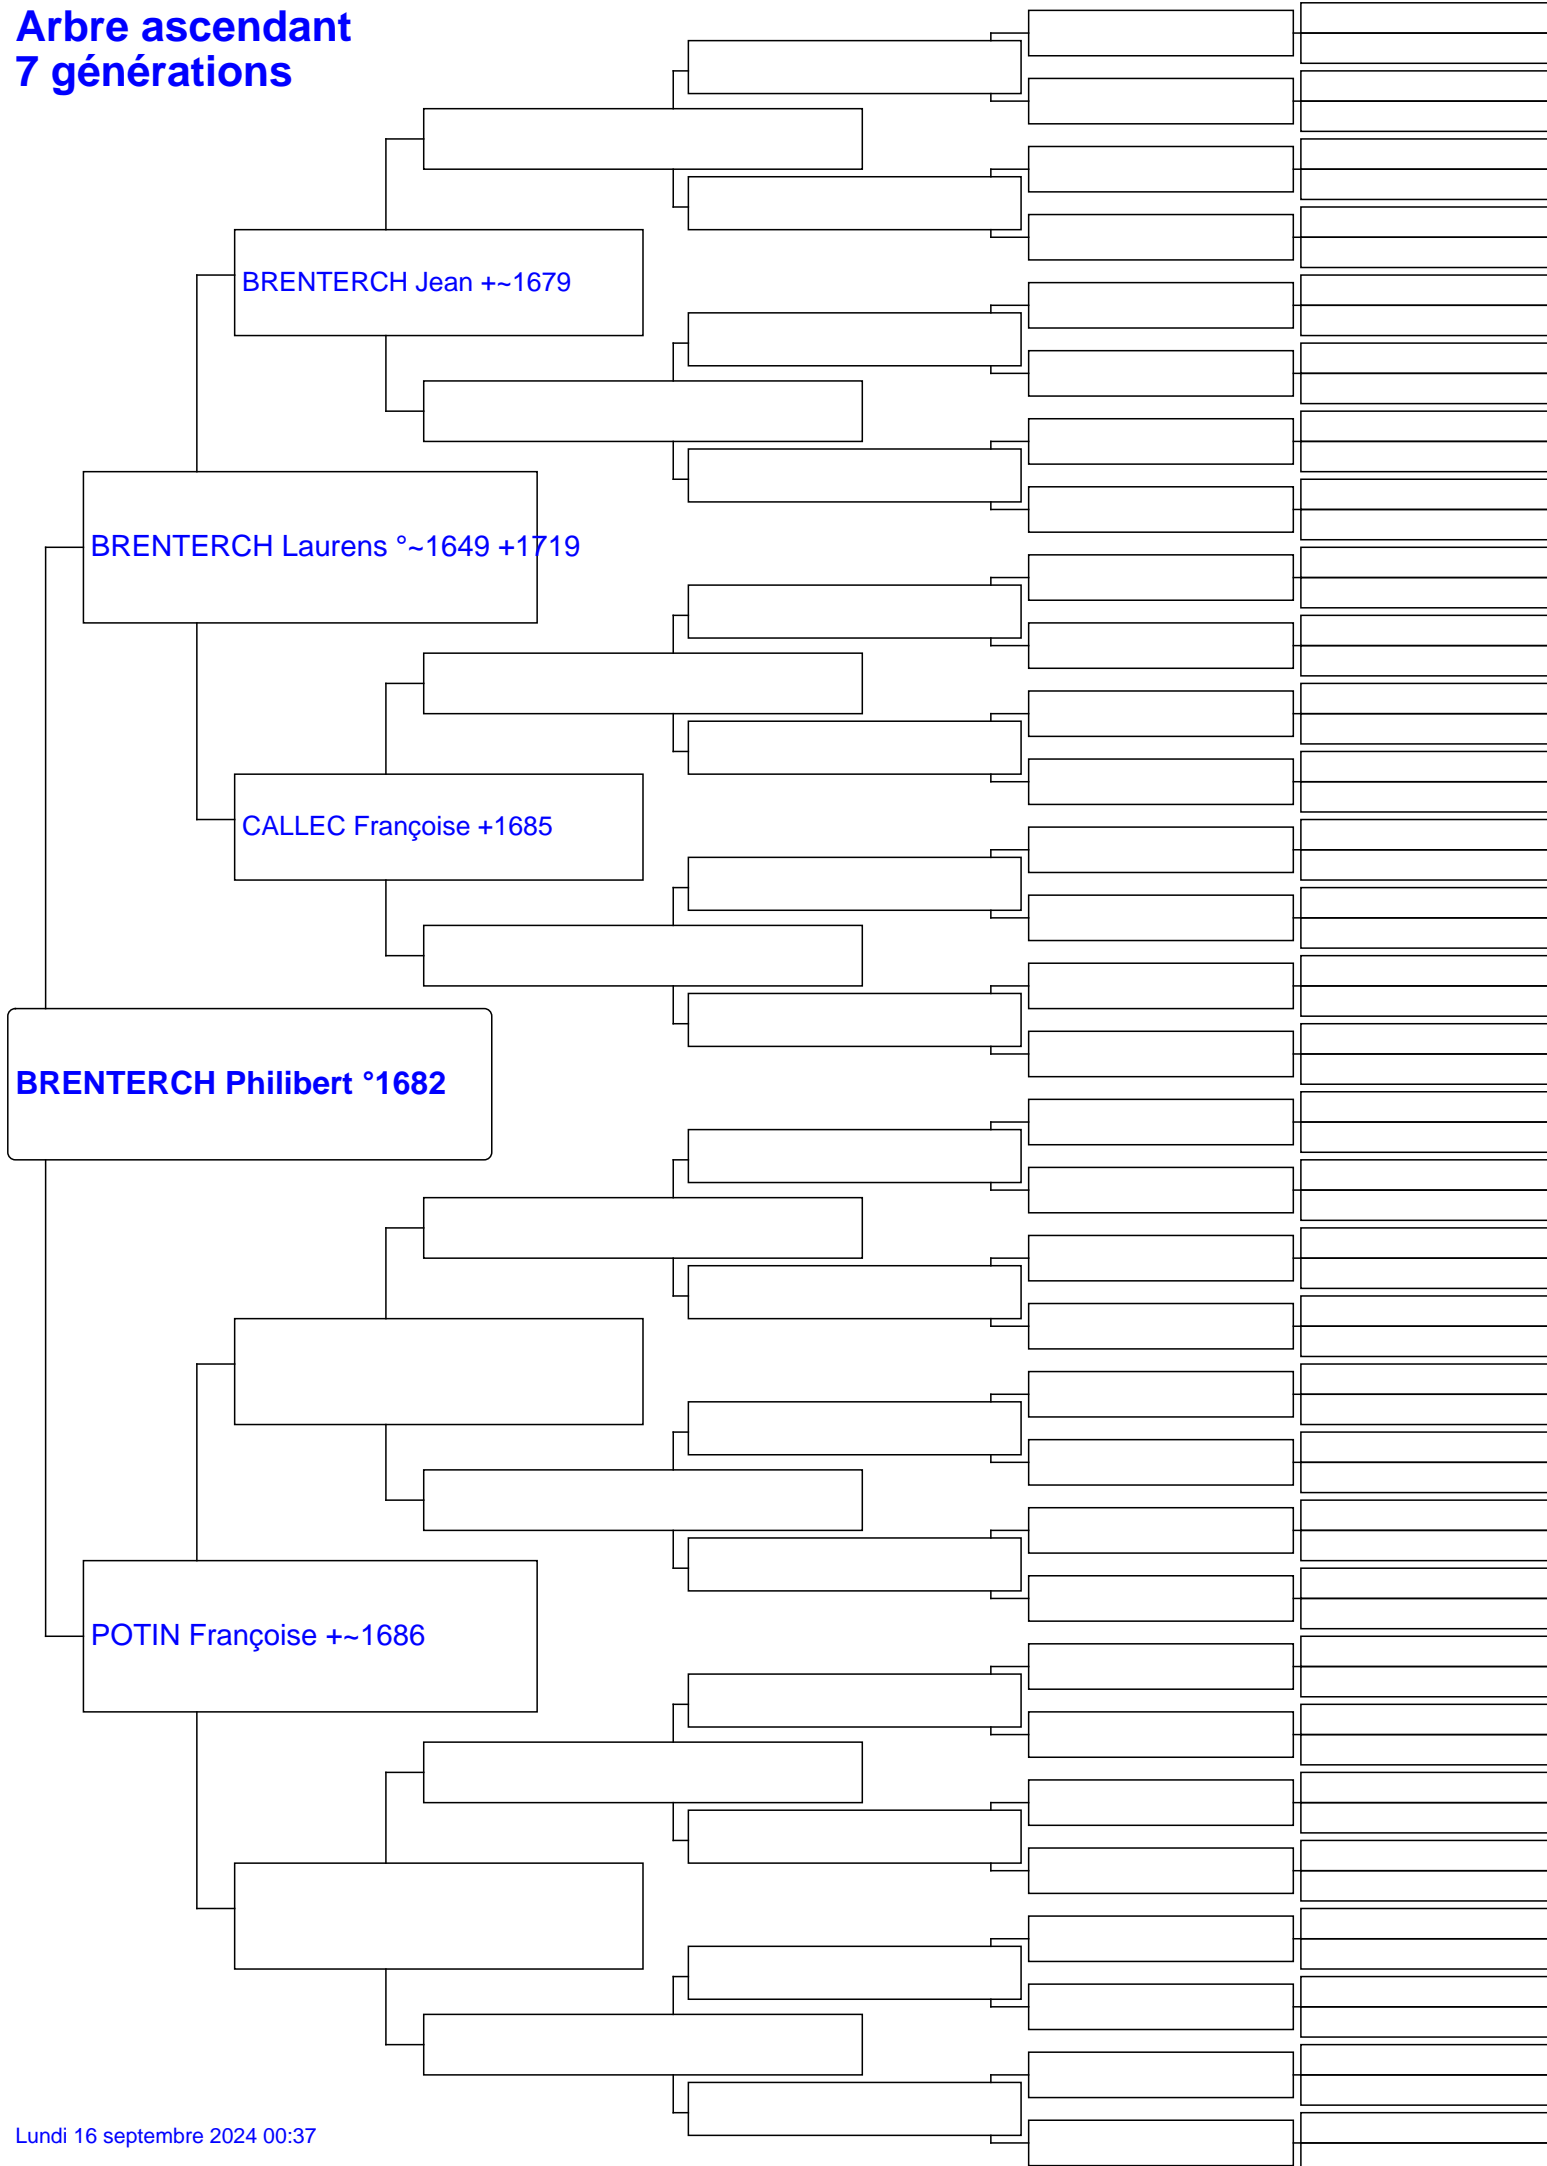 Arbre ascendant
7 générations
BRENTERCH Jean +~1679
BRENTERCH Laurens °~1649 +1719
CALLEC Françoise +1685
BRENTERCH Philibert °1682
POTIN Françoise +~1686
Lundi 16 septembre 2024 00:37